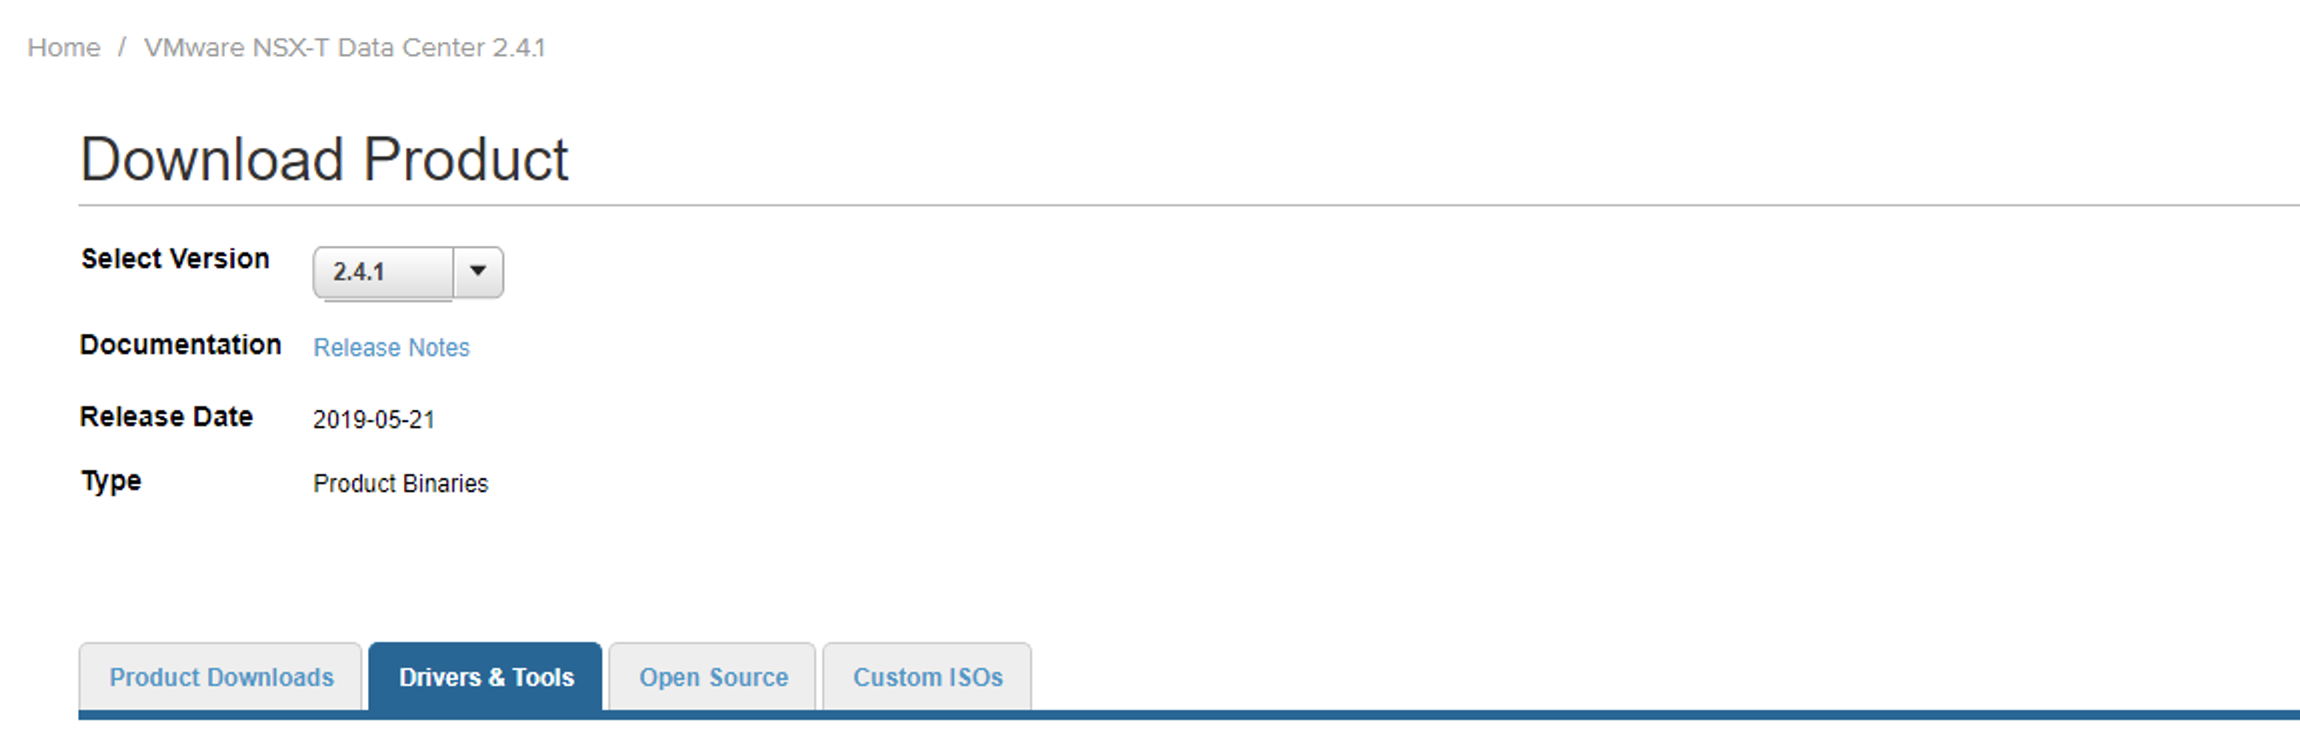 Home / VMware NSX-T Data Center 2.4.1
Download Product
Select Version 2.4.1
Documentation Release Notes
Release Date 2019-05-21
Type Product Binaries
Product Downloads Drivers & Tools Open Source Custom ISOs